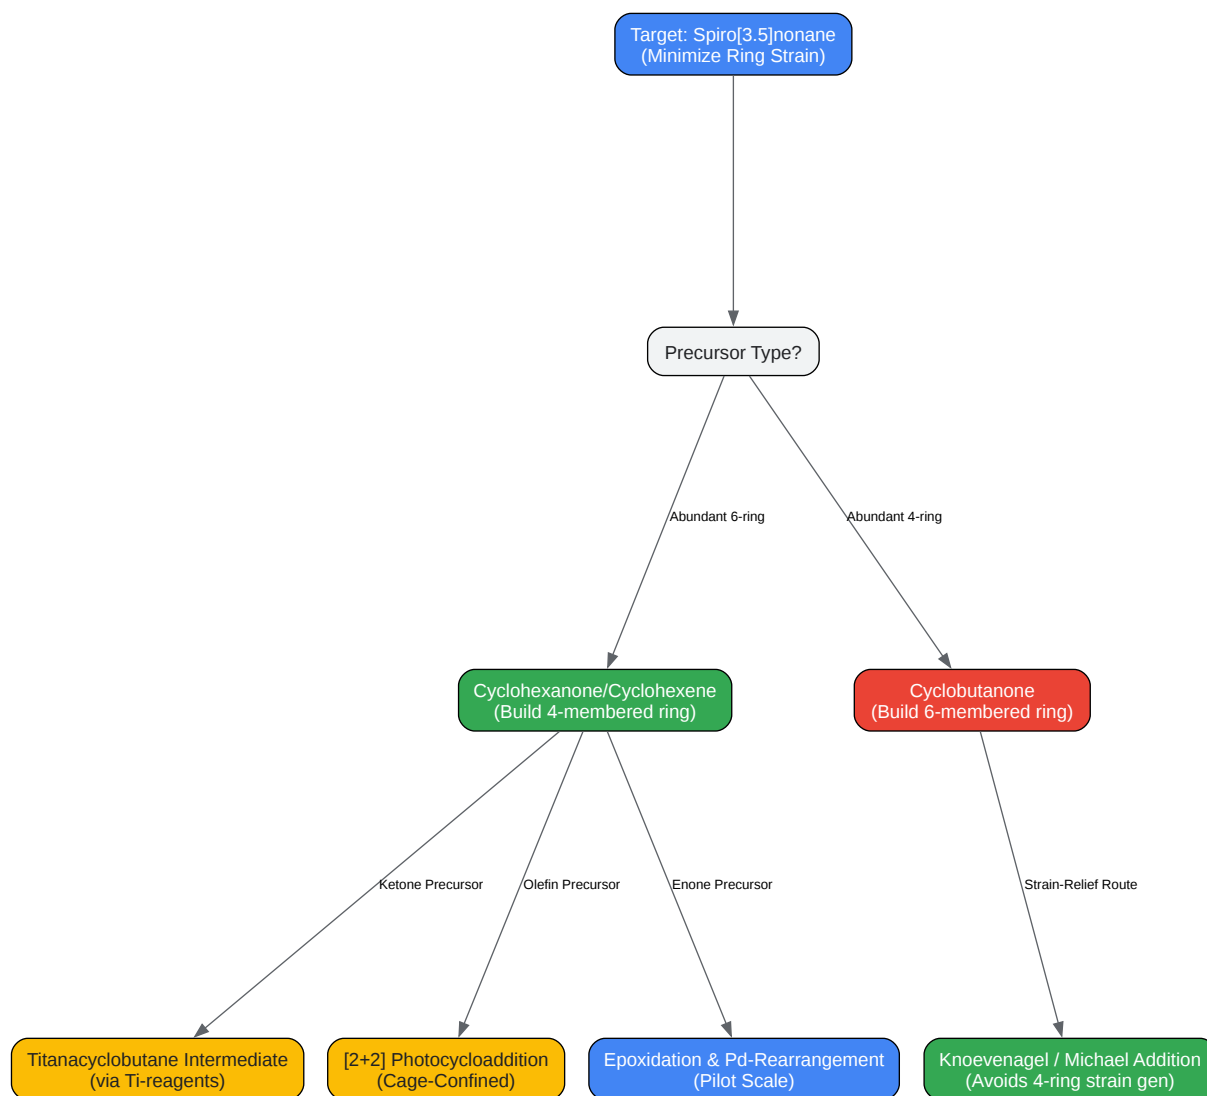 Target: Spiro[3.5]nonane
(Minimize Ring Strain)
Precursor Type?
Abundant 6-ring
Abundant 4-ring
Cyclohexanone/Cyclohexene
(Build 4-membered ring)
Cyclobutanone
(Build 6-membered ring)
Ketone Precursor
Olefin Precursor
Enone Precursor
Strain-Relief Route
Titanacyclobutane Intermediate
(via Ti-reagents)
[2+2] Photocycloaddition
(Cage-Confined)
Epoxidation & Pd-Rearrangement
(Pilot Scale)
Knoevenagel / Michael Addition
(Avoids 4-ring strain gen)